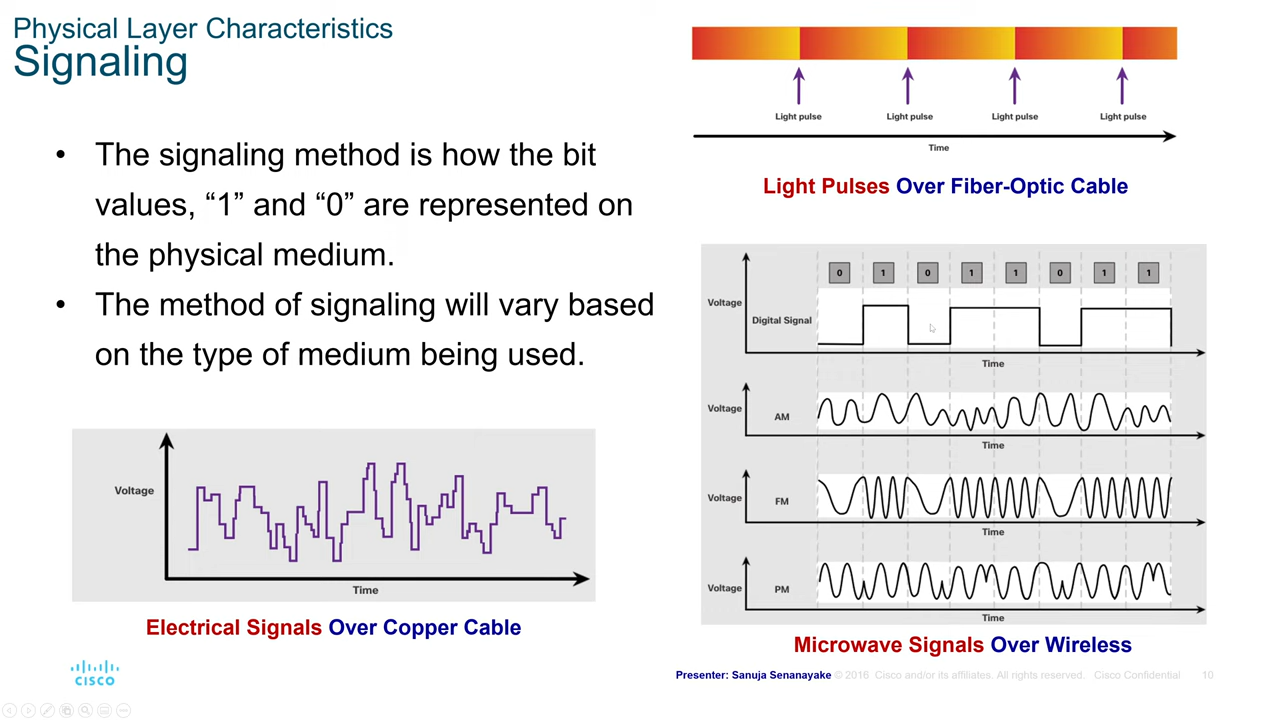 Physical Layer Characteristics
Signaling
• The signaling method is how the bit
values, “1” and “0” are represented on
the physical medium.
• The method of signaling will vary based
on the type of medium being used.
Voltage
Time
Electrical Signals Over Copper Cable
Light pulse Light pulse Light pulse Light pulse
Time
Light Pulses Over Fiber-Optic Cable
0 1 0 1 1 0 1 1
Voltage
Digital Signal
Time
Voltage AM
Time
Voltage FM
Time
Voltage PM
Time
Microwave Signals Over Wireless
CISCO
Presenter: Sanuja Senanayake © 2016 Cisco and/or its affiliates. All rights reserved. Cisco Confidential 10